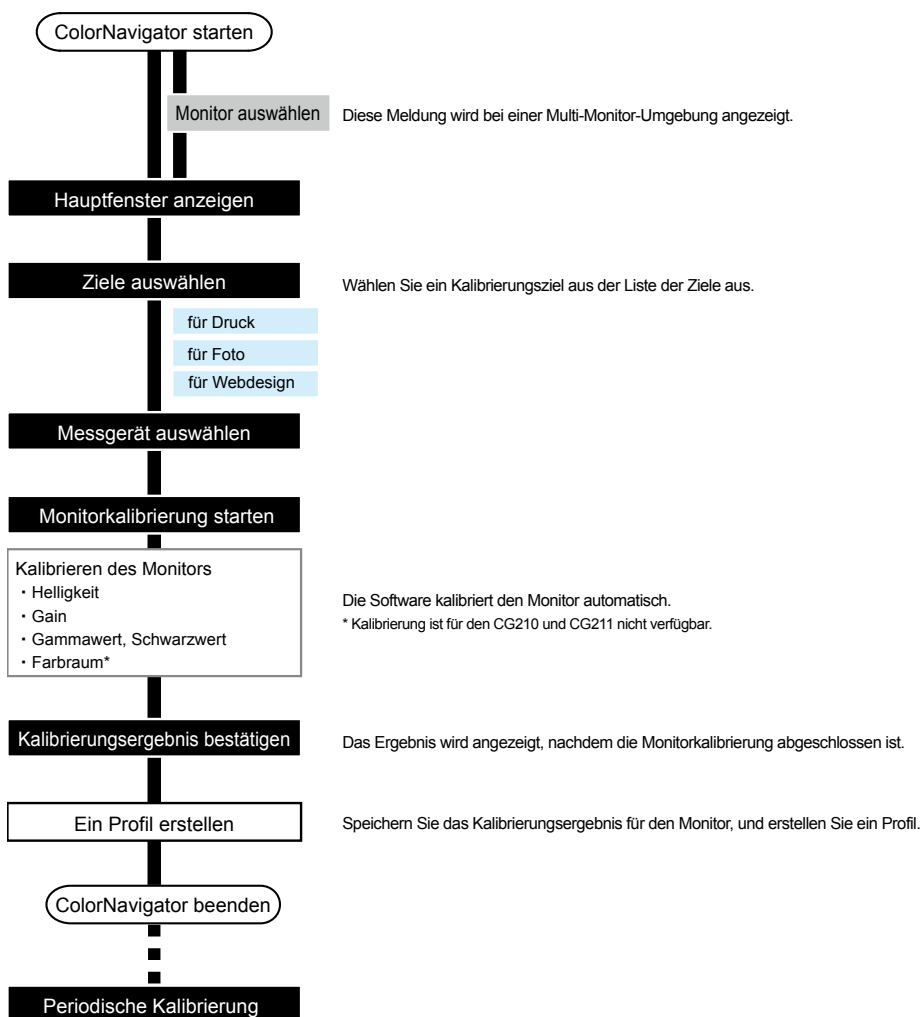 ColorNavigator starten
Monitor auswählen
Diese Meldung wird bei einer Multi-Monitor-Umgebung angezeigt.
Hauptfenster anzeigen
Ziele auswählen
Wählen Sie ein Kalibrierungsziel aus der Liste der Ziele aus.
für Druck
für Foto
für Webdesign
Messgerät auswählen
Monitorkalibrierung starten
Kalibrieren des Monitors
・Helligkeit
・Gain
・Gammawert, Schwarzwert
・Farbraum*
Die Software kalibriert den Monitor automatisch.
* Kalibrierung ist für den CG210 und CG211 nicht verfügbar.
Kalibrierungsergebnis bestätigen
Das Ergebnis wird angezeigt, nachdem die Monitorkalibrierung abgeschlossen ist.
Ein Profil erstellen
Speichern Sie das Kalibrierungsergebnis für den Monitor, und erstellen Sie ein Profil.
ColorNavigator beenden
Periodische Kalibrierung